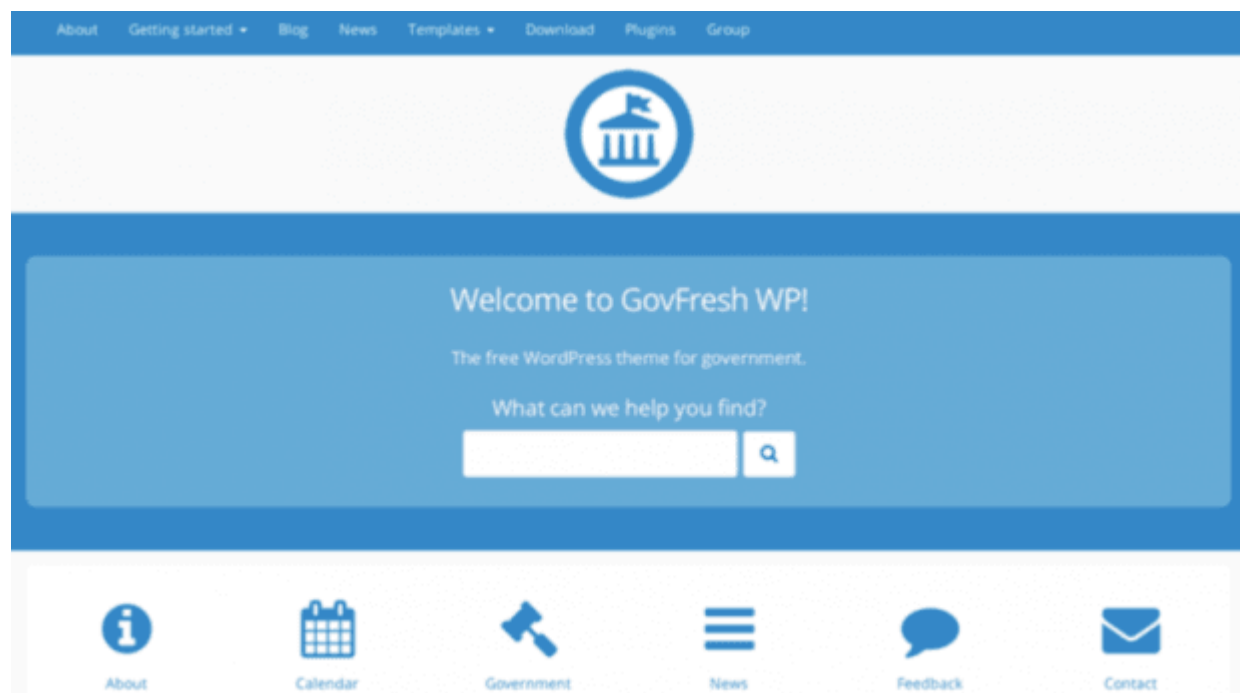 About Getting started Blog News Templates Download Plugins Group
Welcome to GovFresh WP!
The free WordPress theme for government.
What can we help you find?
About Calendar Government News Feedback Contact